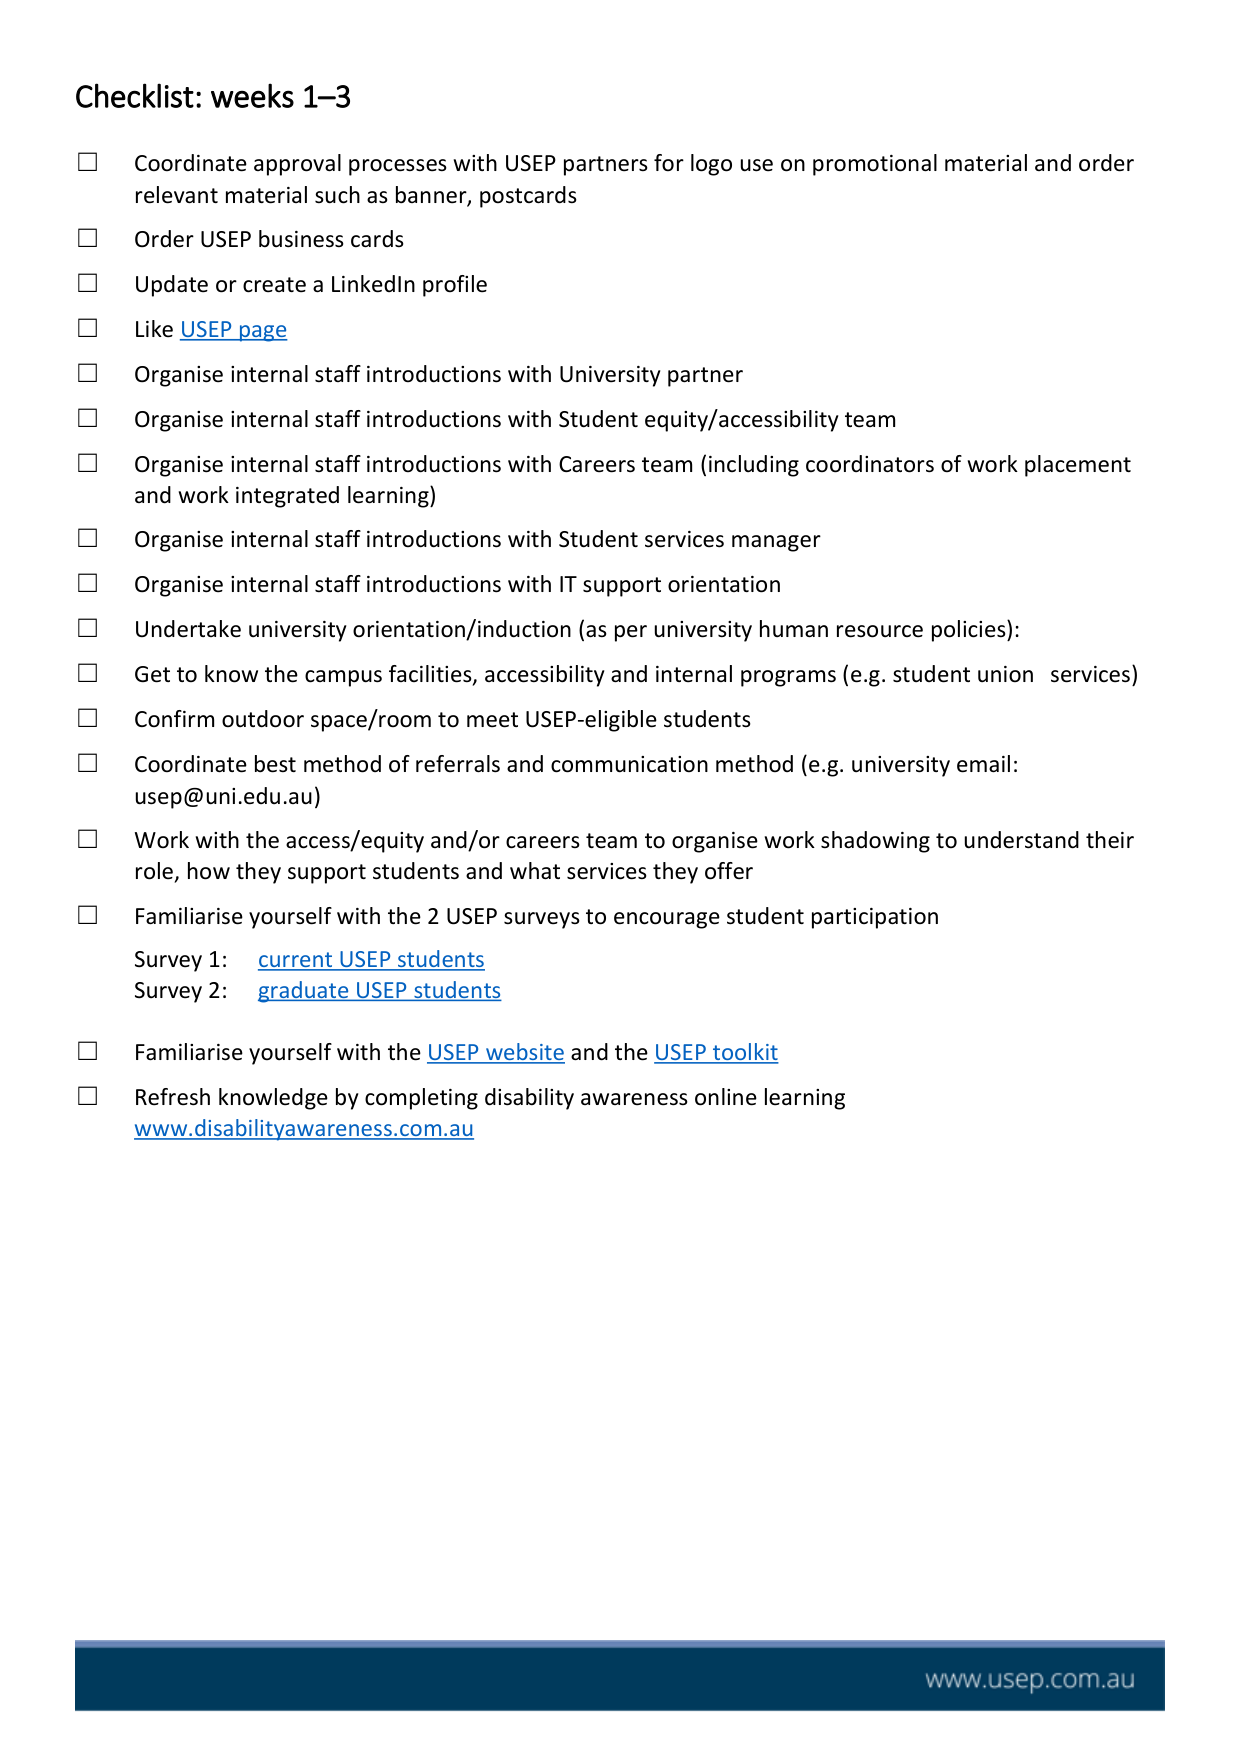 Checklist: weeks 1–3
☐ Coordinate approval processes with USEP partners for logo use on promotional material and order
relevant material such as banner, postcards
☐ Order USEP business cards
☐ Update or create a LinkedIn profile
☐ Like USEP page
☐ Organise internal staff introductions with University partner
☐ Organise internal staff introductions with Student equity/accessibility team
☐ Organise internal staff introductions with Careers team (including coordinators of work placement
and work integrated learning)
☐ Organise internal staff introductions with Student services manager
☐ Organise internal staff introductions with IT support orientation
☐ Undertake university orientation/induction (as per university human resource policies):
☐ Get to know the campus facilities, accessibility and internal programs (e.g. student union services)
☐ Confirm outdoor space/room to meet USEP-eligible students
☐ Coordinate best method of referrals and communication method (e.g. university email:
usep@uni.edu.au)
☐ Work with the access/equity and/or careers team to organise work shadowing to understand their
role, how they support students and what services they offer
☐ Familiarise yourself with the 2 USEP surveys to encourage student participation
Survey 1: current USEP students
Survey 2: graduate USEP students
☐ Familiarise yourself with the USEP website and the USEP toolkit
☐ Refresh knowledge by completing disability awareness online learning
www.disabilityawareness.com.au
www.usep.com.au